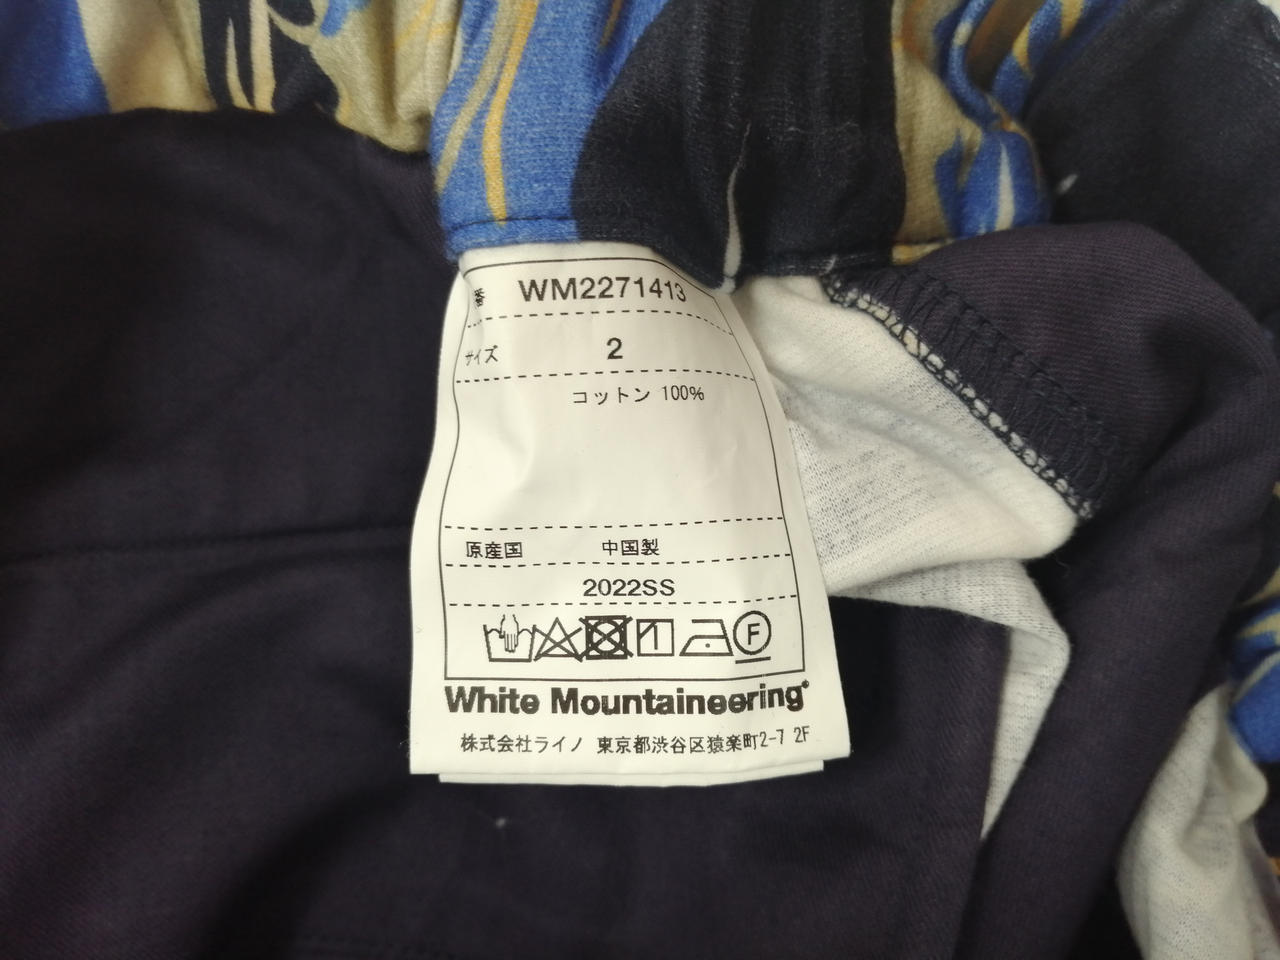 番 WM2271413
サイズ 2
コットン 100%
原産国 中国製
2022SS
1 F
White Mountaineering®
株式会社ライノ 東京都渋谷区猿楽町2-7 2F